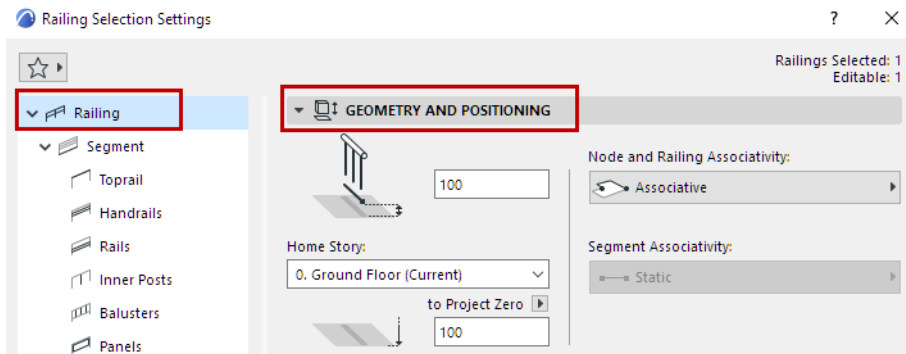 Railing Selection Settings
?
Railings Selected: 1
Editable: 1
Railing
Segment
Toprail
Handrails
Rails
Inner Posts
Balusters
Panels
GEOMETRY AND POSITIONING
100
Home Story:
0. Ground Floor (Current)
to Project Zero
100
Node and Railing Associativity:
Associative
Segment Associativity:
Static